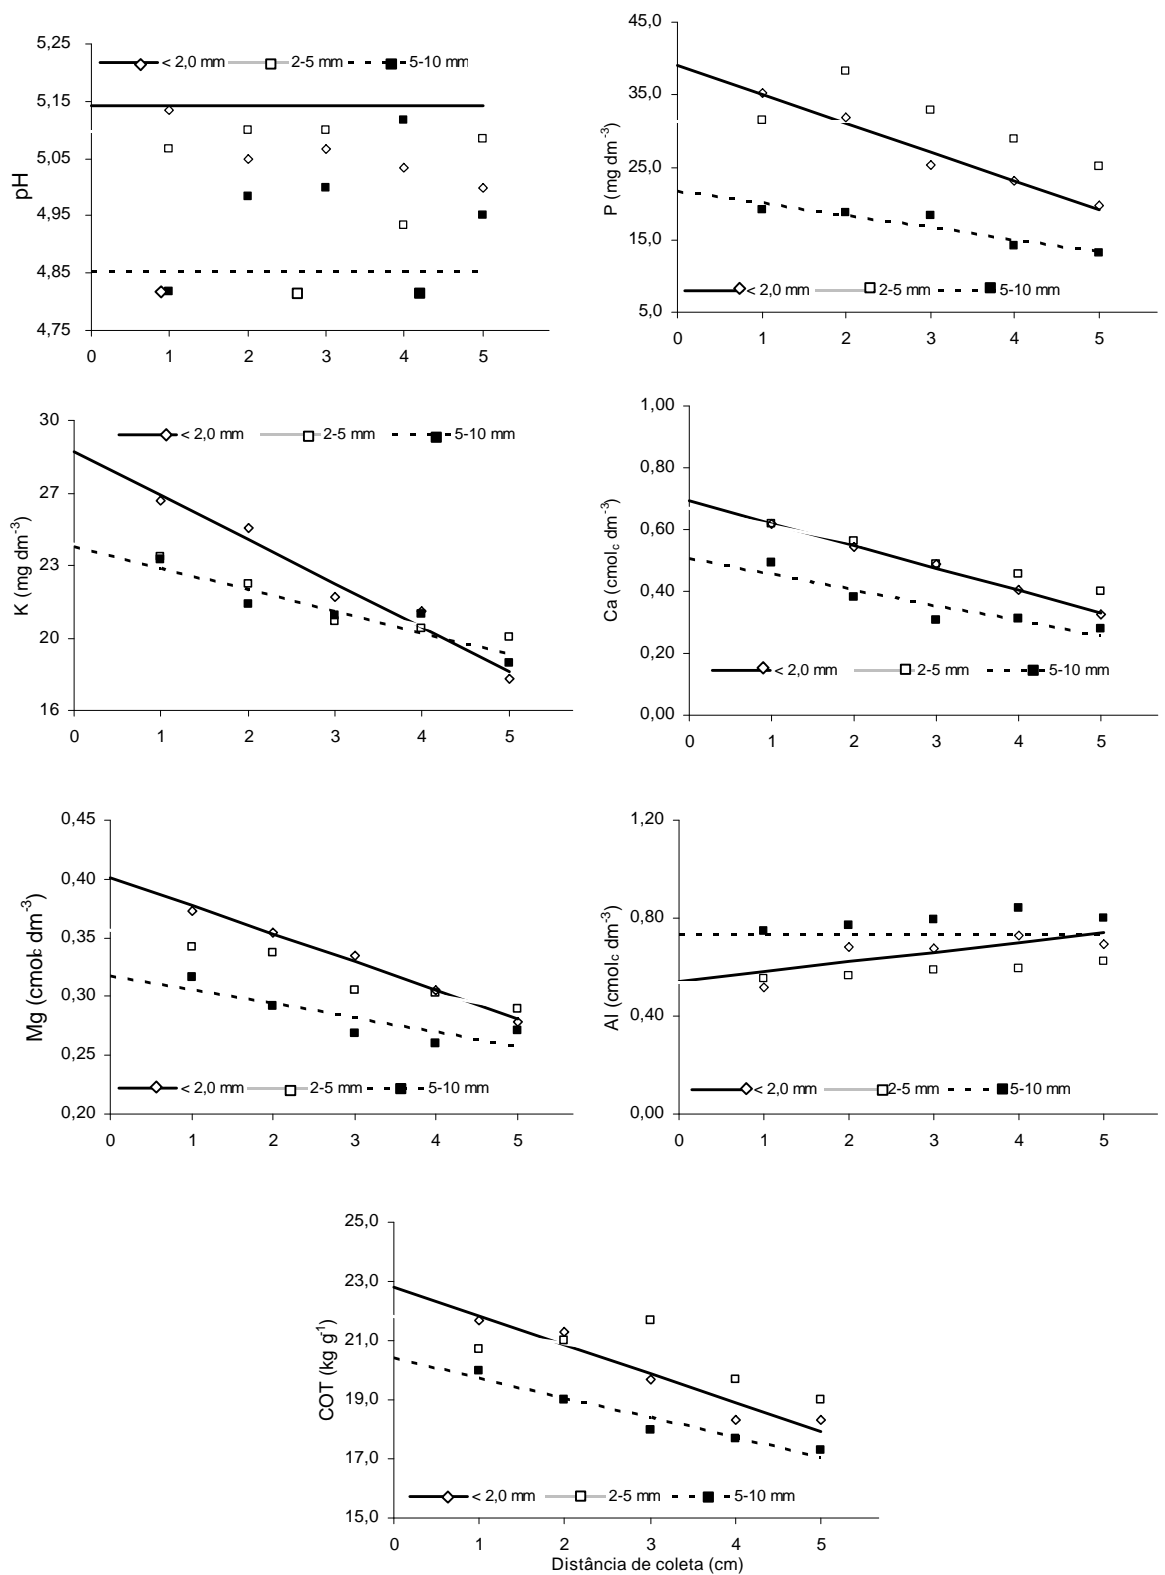 5,25
5,15
5,05
4,95
4,85
4,75
pH
< 2,0 mm 2-5 mm 5-10 mm
0 1 2 3 4 5
45,0
35,0
25,0
15,0
5,0
P (mg dm-3)
< 2,0 mm 2-5 mm 5-10 mm
0 1 2 3 4 5
30
27
23
20
16
K (mg dm-3)
< 2,0 mm 2-5 mm 5-10 mm
0 1 2 3 4 5
1,00
0,80
0,60
0,40
0,20
0,00
Ca (cmolc dm-3)
< 2,0 mm 2-5 mm 5-10 mm
0 1 2 3 4 5
0,45
0,40
0,35
0,30
0,25
0,20
Mg (cmolc dm-3)
< 2,0 mm 2-5 mm 5-10 mm
0 1 2 3 4 5
1,20
0,80
0,40
0,00
Al (cmolc dm-3)
< 2,0 mm 2-5 mm 5-10 mm
0 1 2 3 4 5
25,0
23,0
21,0
19,0
17,0
15,0
COT (kg g-1)
< 2,0 mm 2-5 mm 5-10 mm
0 1 2 3 4 5
Distância de coleta (cm)